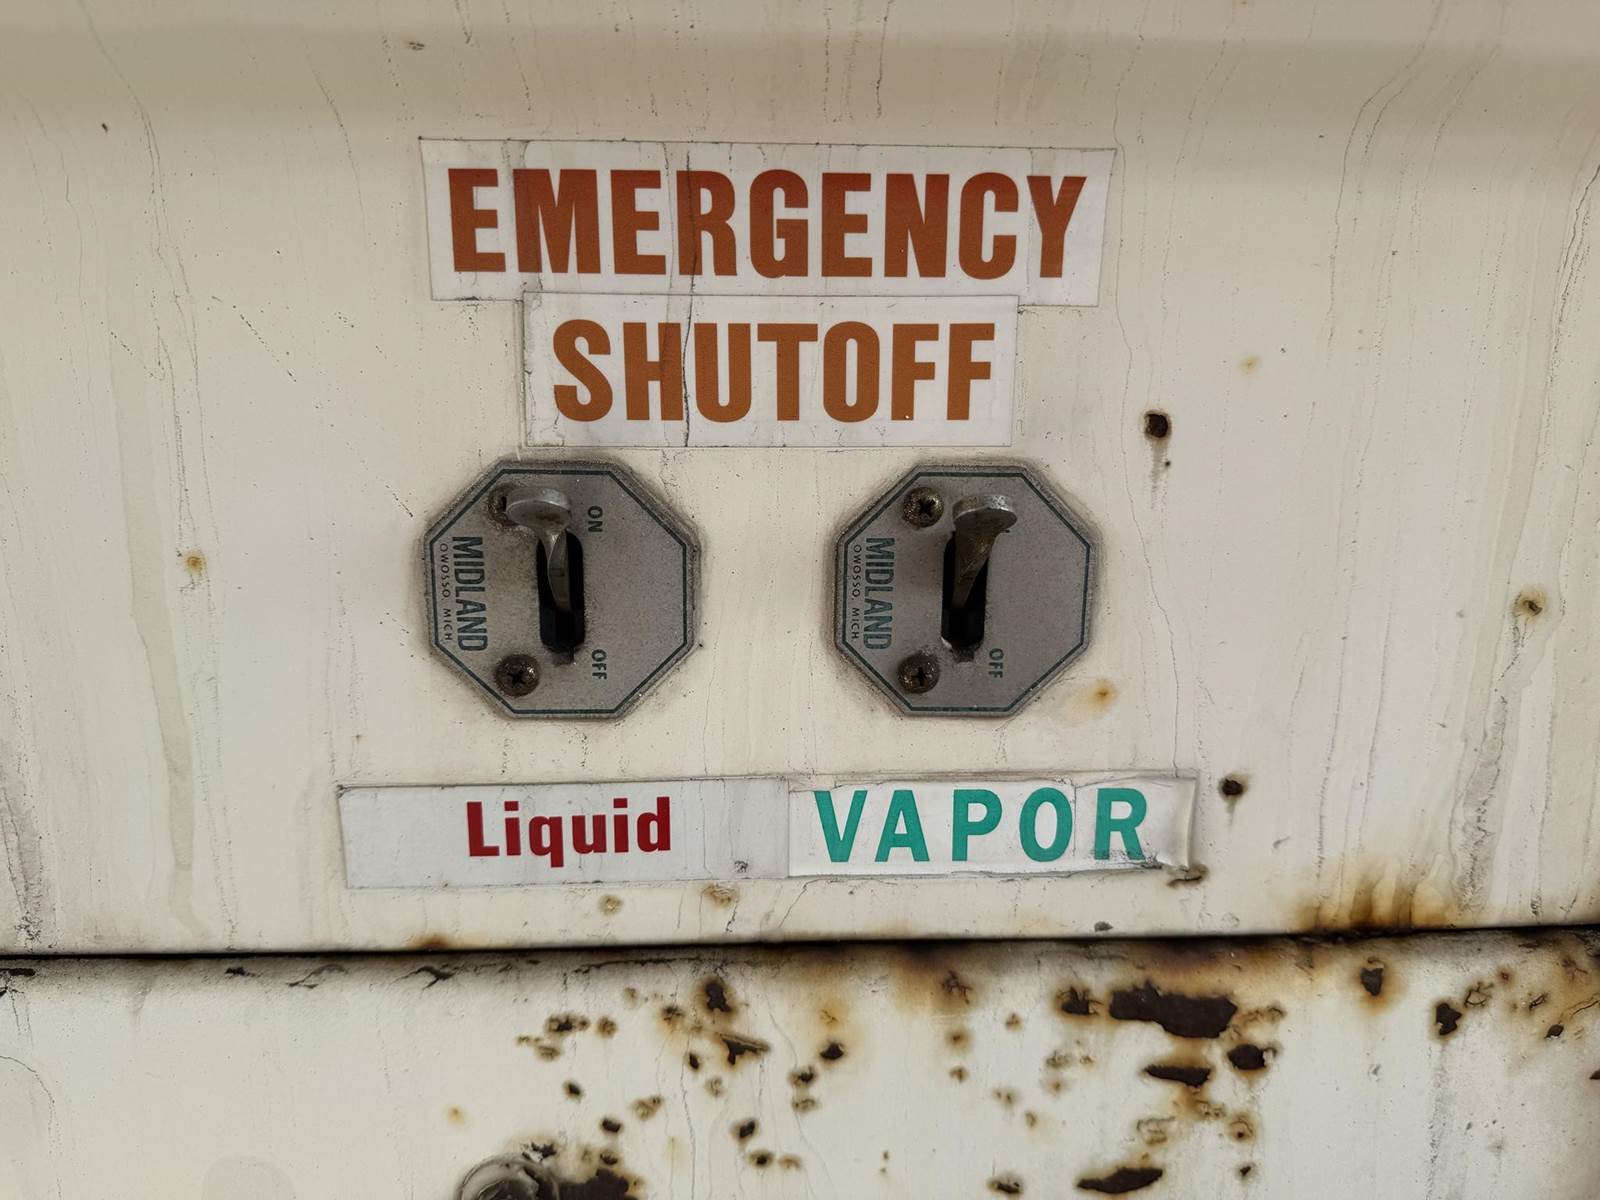 EMERGENCY
SHUTOFF
ON
MIDLAND
OWOSSO, MICH.
OFF
MIDLAND
OWOSSO, MICH.
OFF
Liquid
VAPOR